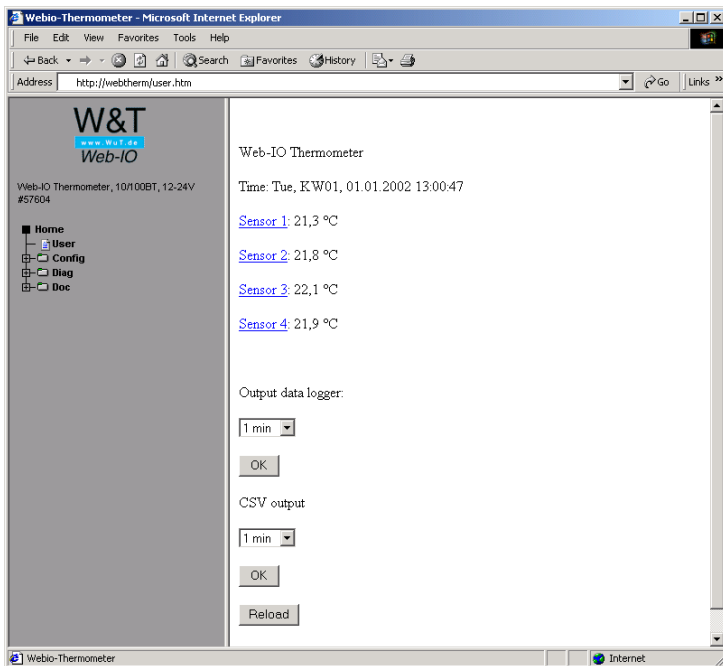 Webio-Thermometer - Microsoft Internet Explorer
File Edit View Favorites Tools Help
Back Search Favorites History
Address http://webtherm/user.htm Go Links »
W&T
www.WuT.de
Web-IO
Web-IO Thermometer, 10/100BT, 12-24V
#57604
Home
User
Config
Diag
Doc
Web-IO Thermometer
Time: Tue, KW01, 01.01.2002 13:00:47
Sensor 1: 21,3 °C
Sensor 2: 21,8 °C
Sensor 3: 22,1 °C
Sensor 4: 21,9 °C
Output data logger:
1 min
OK
CSV output
1 min
OK
Reload
Webio-Thermometer Internet